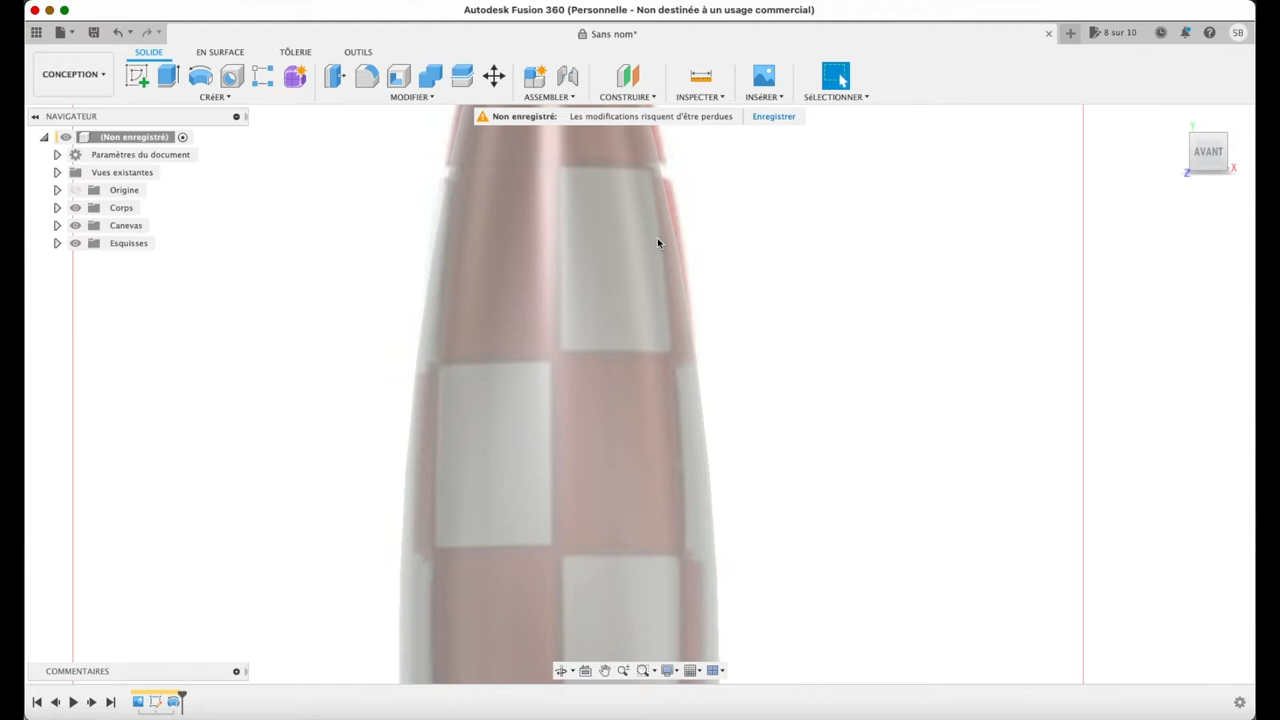 Autodesk Fusion 360 (Personnelle - Non destinée à un usage commercial)
Sans nom*
8 sur 10
SB
SOLIDE
EN SURFACE
TÔLERIE
OUTILS
CONCEPTION
CRÉER
MODIFIER
ASSEMBLER
CONSTRUIRE
INSPECTER
INSÉRER
SÉLECTIONNER
NAVIGATEUR
Non enregistré: Les modifications risquent d'être perdues Enregistrer
(Non enregistré)
Paramètres du document
Vues existantes
Origine
Corps
Canevas
Esquisses
Y
AVANT
Z
X
COMMENTAIRES